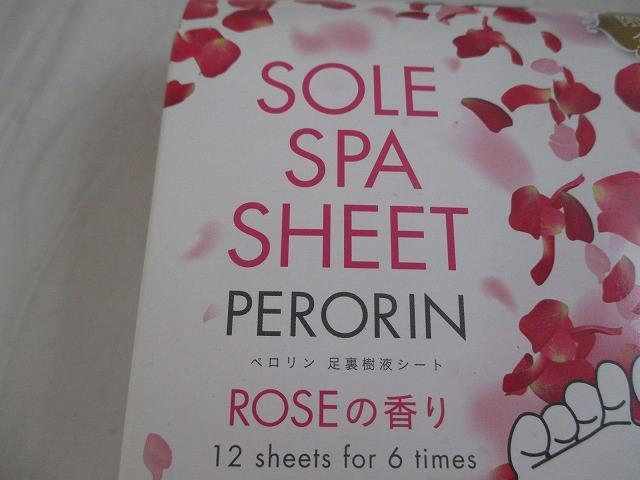 SOLE
SPA
SHEET
PERORIN
ペロリン 足裏樹液シート
ROSEの香り
12 sheets for 6 times